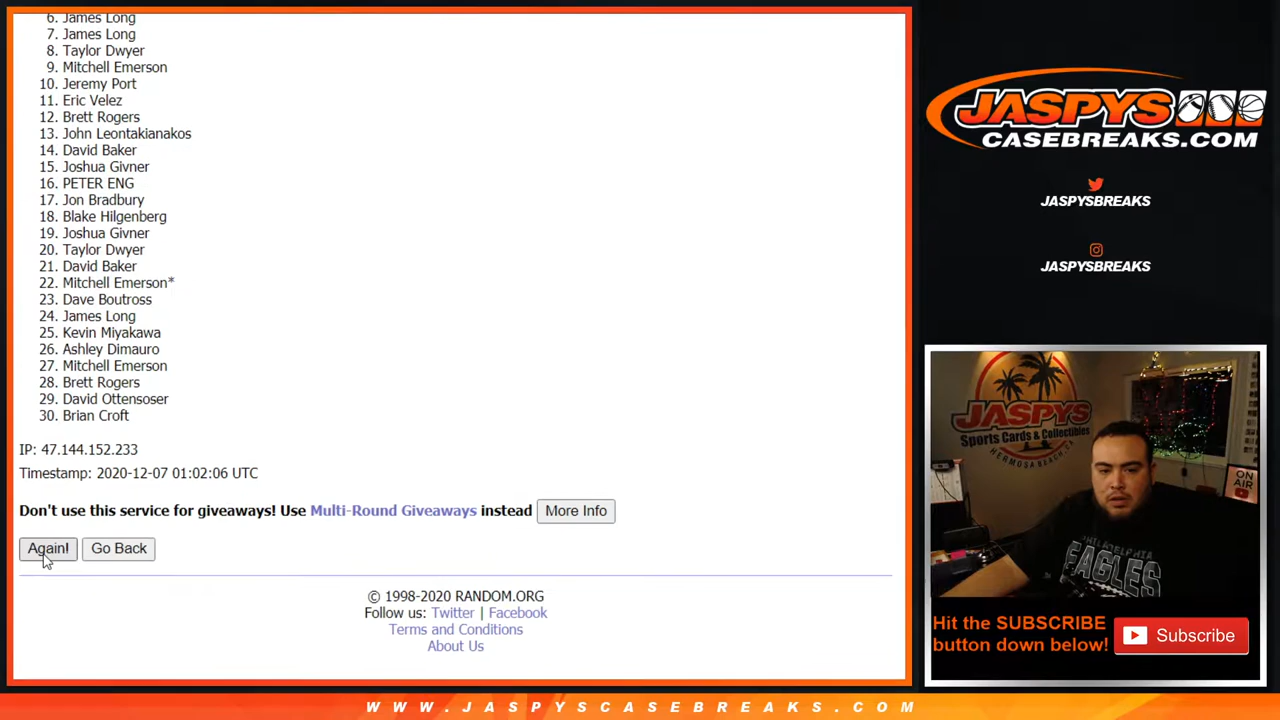 6. James Long
7. James Long
8. Taylor Dwyer
9. Mitchell Emerson
10. Jeremy Port
11. Eric Velez
12. Brett Rogers
13. John Leontakianakos
14. David Baker
15. Joshua Givner
16. PETER ENG
17. Jon Bradbury
18. Blake Hilgenberg
19. Joshua Givner
20. Taylor Dwyer
21. David Baker
22. Mitchell Emerson*
23. Dave Boutross
24. James Long
25. Kevin Miyakawa
26. Ashley Dimauro
27. Mitchell Emerson
28. Brett Rogers
29. David Ottensoser
30. Brian Croft
IP: 47.144.152.233
Timestamp: 2020-12-07 01:02:06 UTC
Don't use this service for giveaways! Use Multi-Round Giveaways instead More Info
Again! Go Back
© 1998-2020 RANDOM.ORG
Follow us: Twitter | Facebook
Terms and Conditions
About Us
JASPYS
CASEBREAKS.COM
JASPYSBREAKS
JASPYSBREAKS
JASPYS
Sports Cards & Collectibles
HERMOSA BEACH, CA
ON
AIR
PHILADELPHIA
EAGLES
Hit the SUBSCRIBE
button down below!
Subscribe
WWW.JASPYSCASEBREAKS.COM